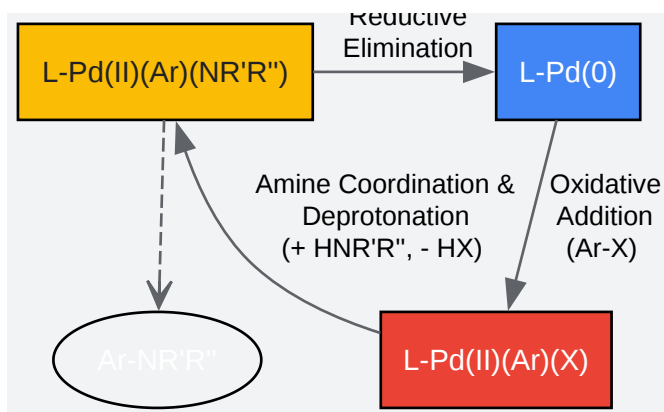 Reductive
Elimination
L-Pd(II)(Ar)(NR'R")
L-Pd(0)
Amine Coordination &
Deprotonation
(+ HNR'R", - HX)
Oxidative
Addition
(Ar-X)
Ar-NR'R"
L-Pd(II)(Ar)(X)